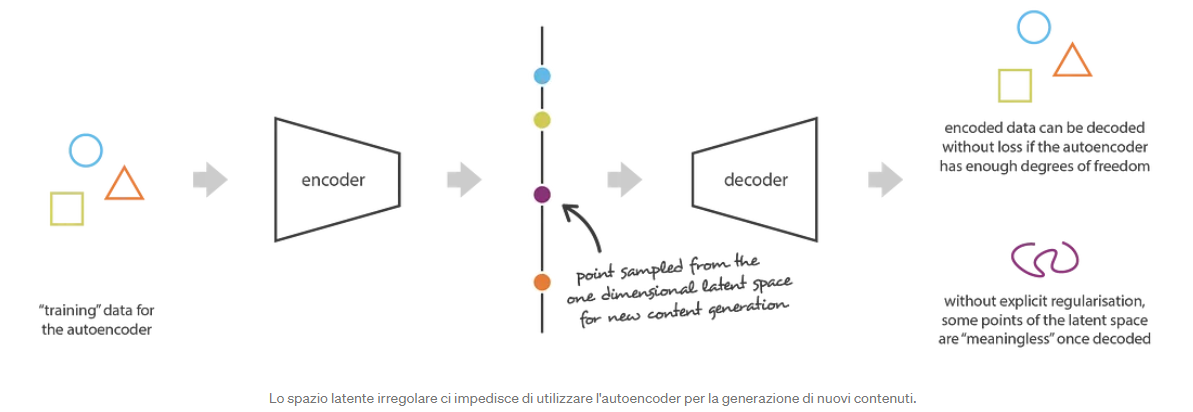 "training" data for
the autoencoder
encoder
point sampled from the
one dimensional latent space
for new content generation
decoder
encoded data can be decoded
without loss if the autoencoder
has enough degrees of freedom
without explicit regularisation,
some points of the latent space
are "meaningless" once decoded
Lo spazio latente irregolare ci impedisce di utilizzare l'autoencoder per la generazione di nuovi contenuti.